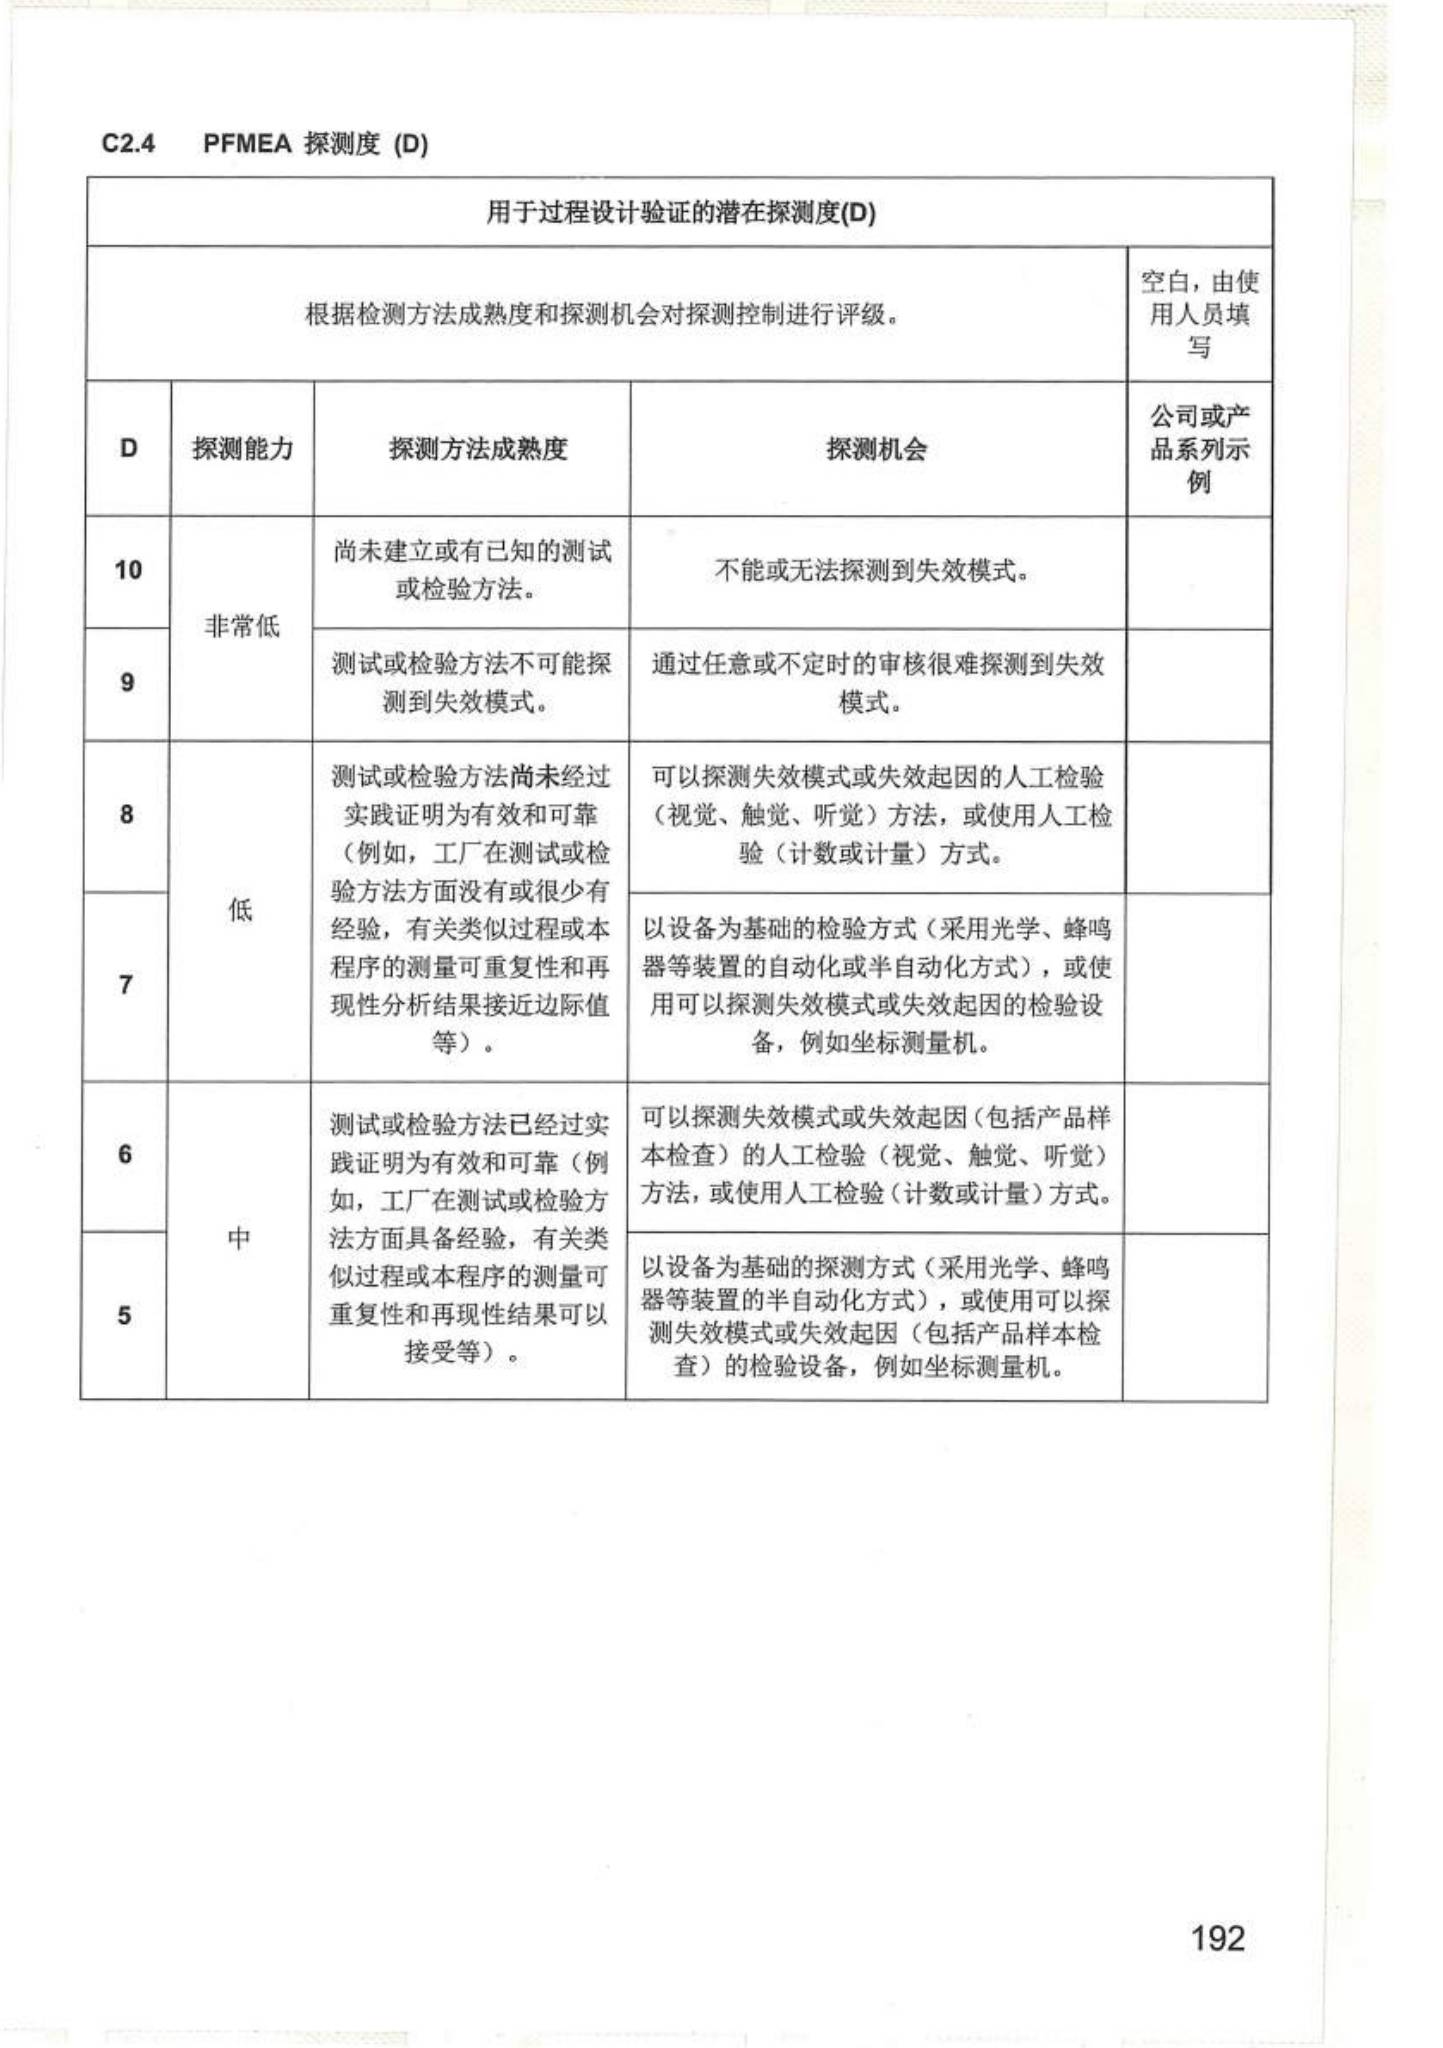 C2.4 PFMEA 探测度 (D)
用于过程设计验证的潜在探测度(D)
根据检测方法成熟度和探测机会对探测控制进行评级。
空白，由使
用人员填
写
D
探测能力
探测方法成熟度
探测机会
公司或产
品系列示
例
10
非常低
尚未建立或有已知的测试
或检验方法。
不能或无法探测到失效模式。
9
测试或检验方法不可能探
测到失效模式。
通过任意或不定时的审核很难探测到失效
模式。
8
低
测试或检验方法尚未经过
实践证明为有效和可靠
（例如，工厂在测试或检
验方法方面没有或很少有
经验，有关类似过程或本
程序的测量可重复性和再
现性分析结果接近边际值
等）。
可以探测失效模式或失效起因的人工检验
（视觉、触觉、听觉）方法，或使用人工检
验（计数或计量）方式。
7
以设备为基础的检验方式（采用光学、蜂鸣
器等装置的自动化或半自动化方式），或使
用可以探测失效模式或失效起因的检验设
备，例如坐标测量机。
6
中
测试或检验方法已经过实
践证明为有效和可靠（例
如，工厂在测试或检验方
法方面具备经验，有关类
似过程或本程序的测量可
重复性和再现性结果可以
接受等）。
可以探测失效模式或失效起因（包括产品样
本检查）的人工检验（视觉、触觉、听觉）
方法，或使用人工检验（计数或计量）方式。
5
以设备为基础的探测方式（采用光学、蜂鸣
器等装置的半自动化方式），或使用可以探
测失效模式或失效起因（包括产品样本检
查）的检验设备，例如坐标测量机。
192